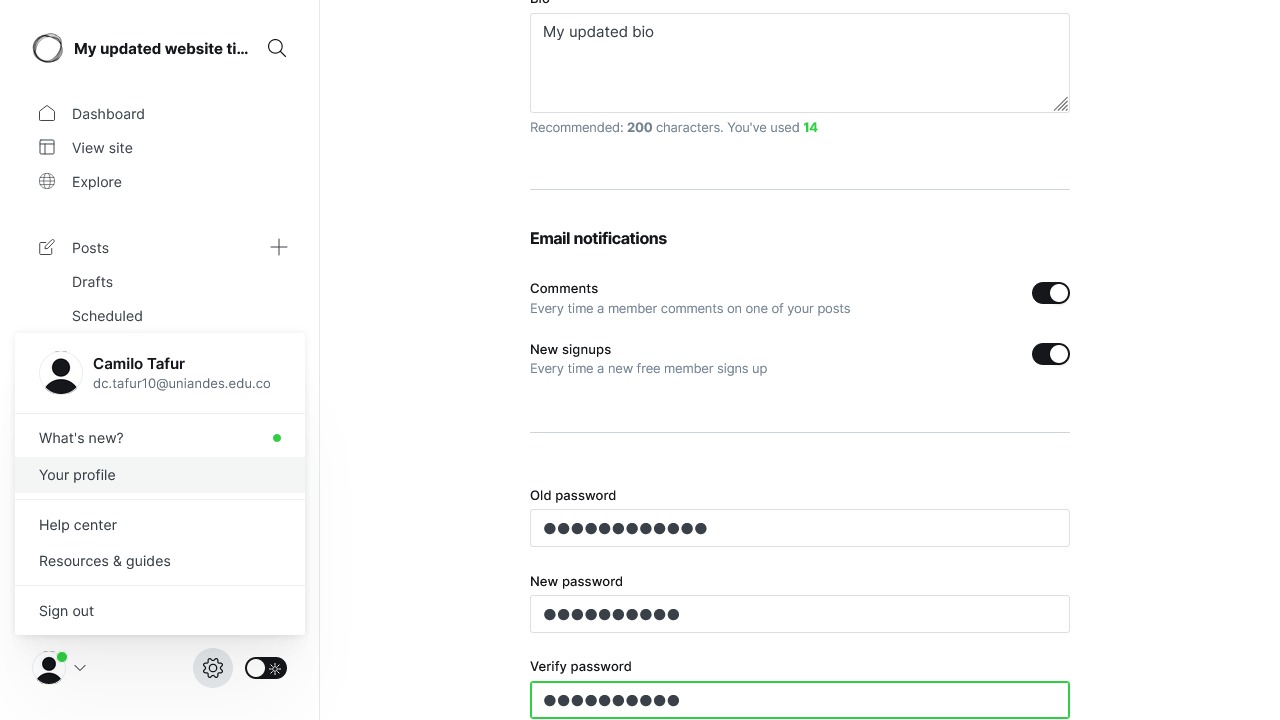 My updated website ti...
Dashboard
View site
Explore
Posts
Drafts
Scheduled
Camilo Tafur
dc.tafur10@uniandes.edu.co
What's new?
Your profile
Help center
Resources & guides
Sign out
Bio
My updated bio
Recommended: 200 characters. You've used 14
Email notifications
Comments
Every time a member comments on one of your posts
New signups
Every time a new free member signs up
Old password
New password
Verify password